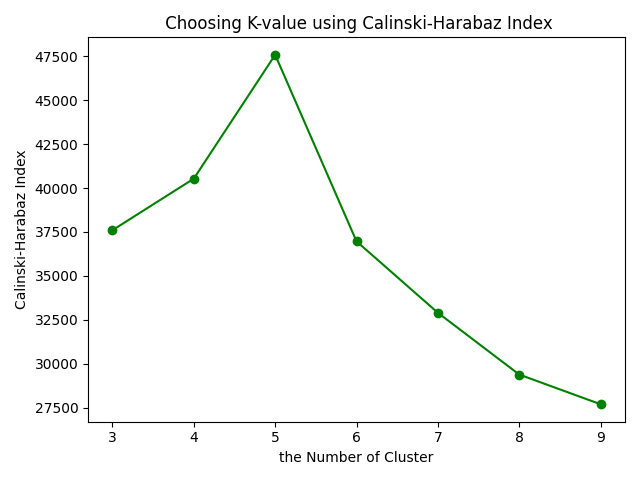 Choosing K-value using Calinski-Harabaz Index
47500
45000
42500
40000
37500
35000
32500
30000
27500
Calinski-Harabaz Index
3 4 5 6 7 8 9
the Number of Cluster